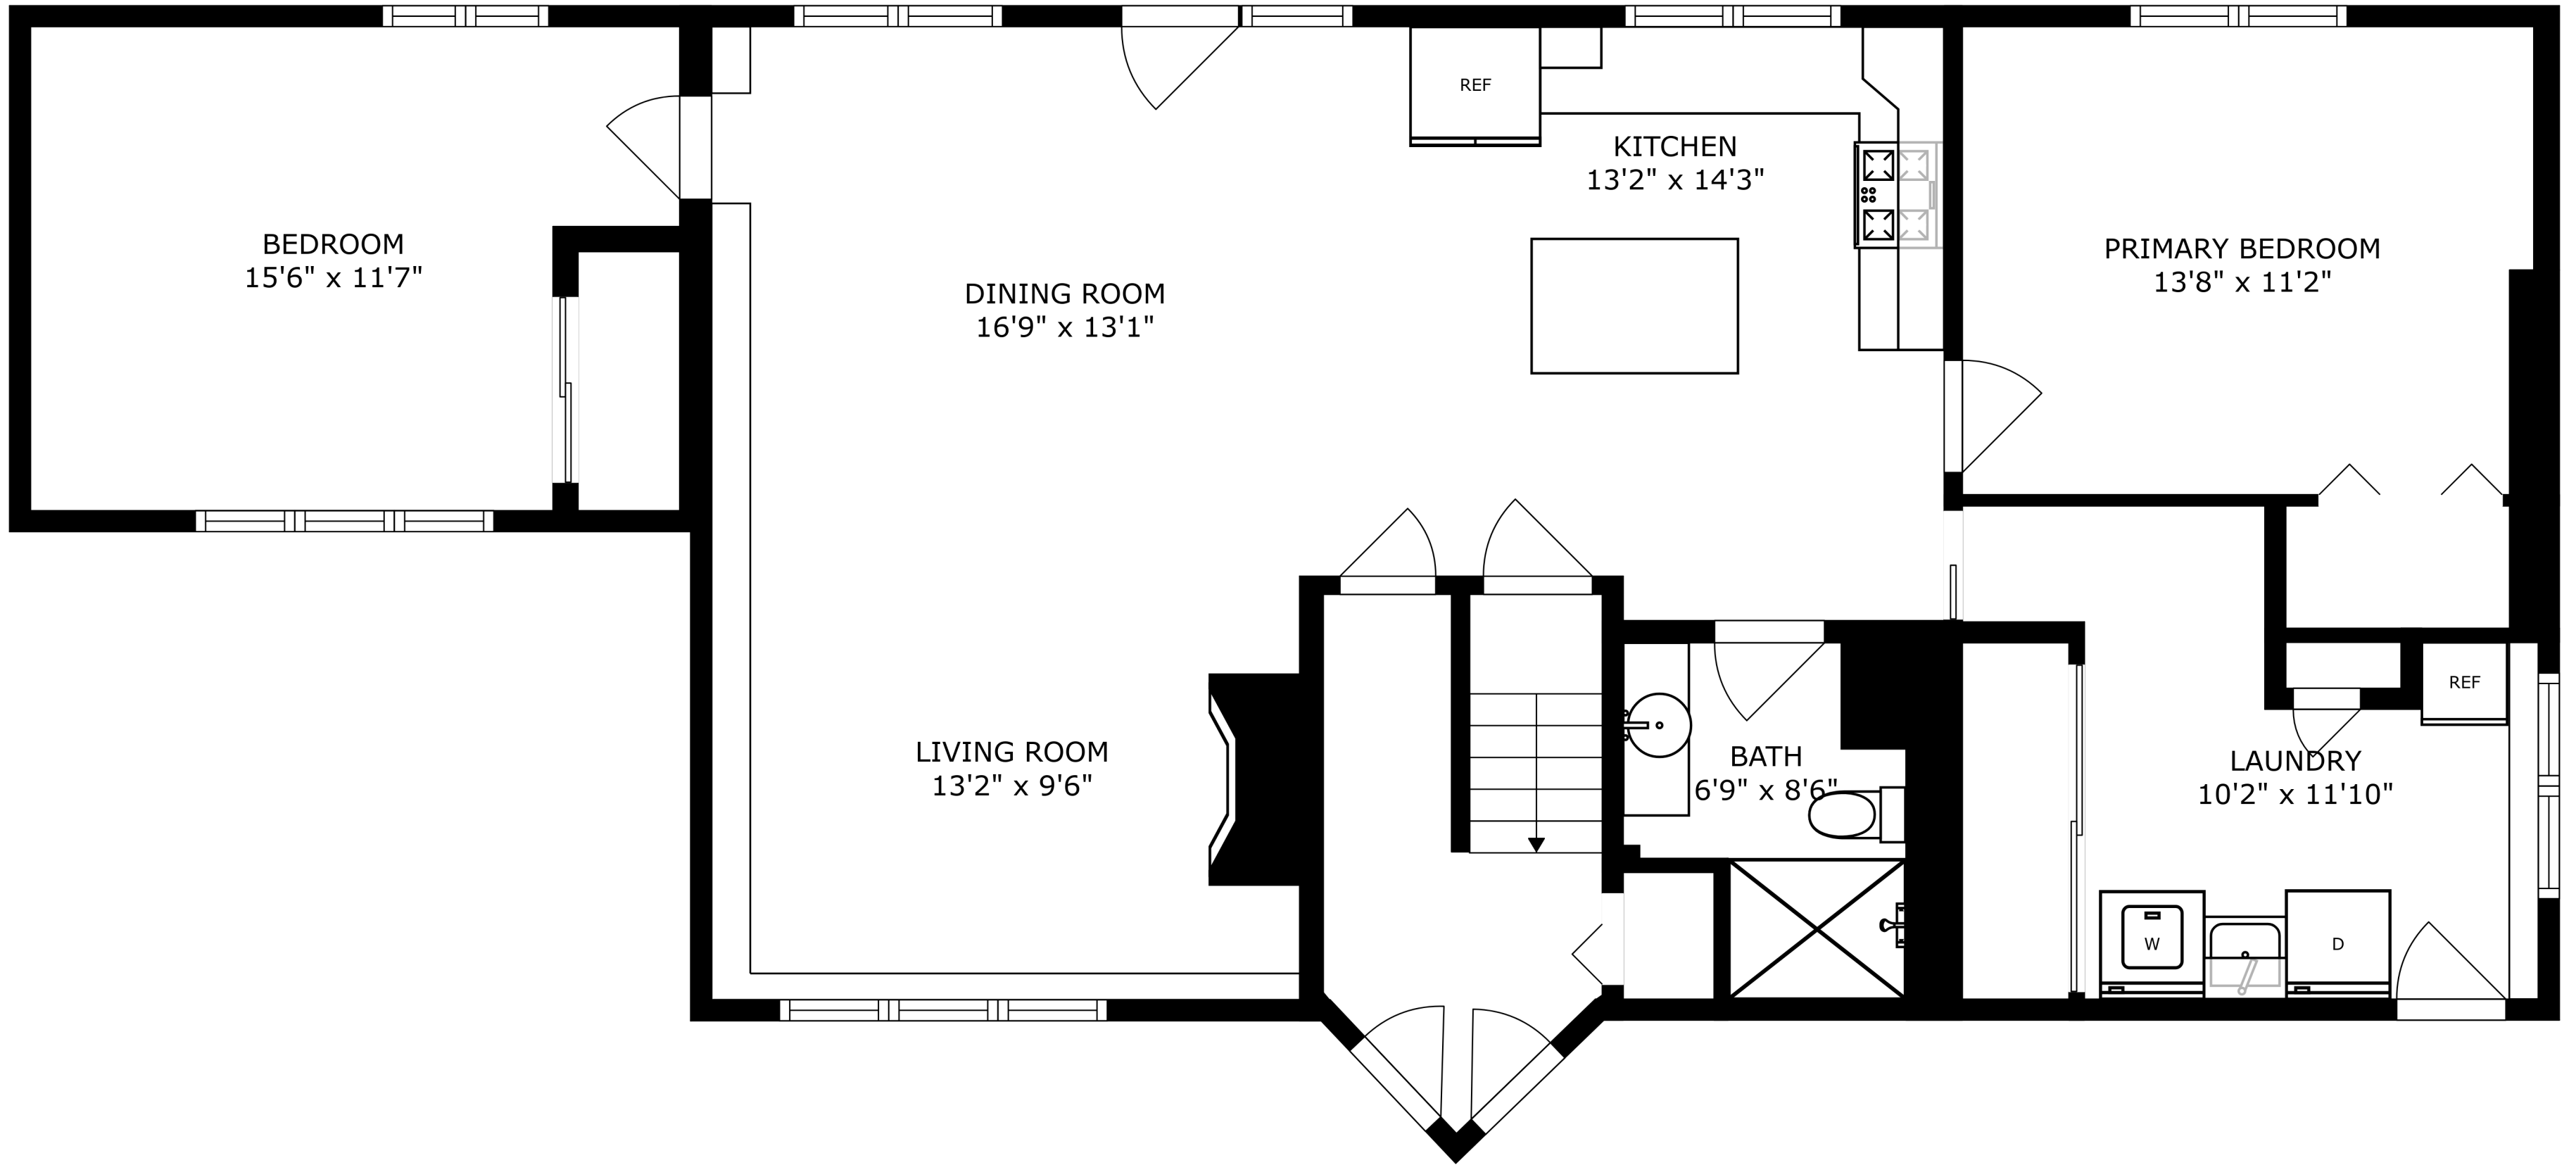 REF
KITCHEN
13'2" x 14'3"
BEDROOM
15'6" x 11'7"
PRIMARY BEDROOM
13'8" x 11'2"
DINING ROOM
16'9" x 13'1"
REF
LIVING ROOM
13'2" x 9'6"
BATH
6'9" x 8'6"
LAUNDRY
10'2" x 11'10"
W
D